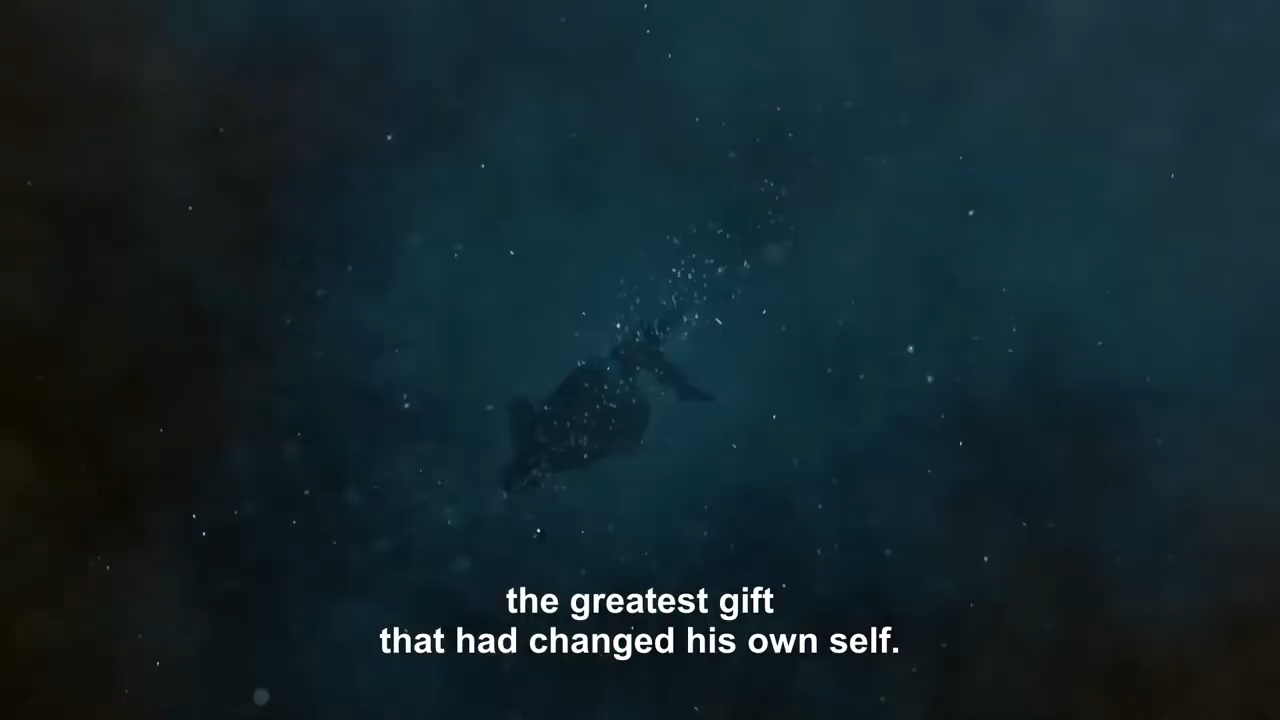 the greatest gift
that had changed his own self.